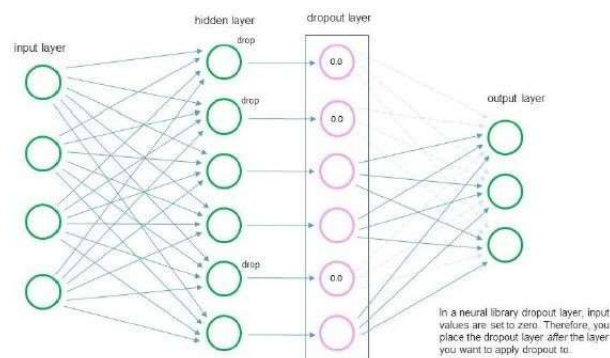 dropout layer
hidden layer
input layer
drop
0.0
output layer
drop
0.0
drop
0.0
In a neural library dropout layer, input
values are set to zero. Therefore, you
place the dropout layer after the layer
you want to apply dropout to.